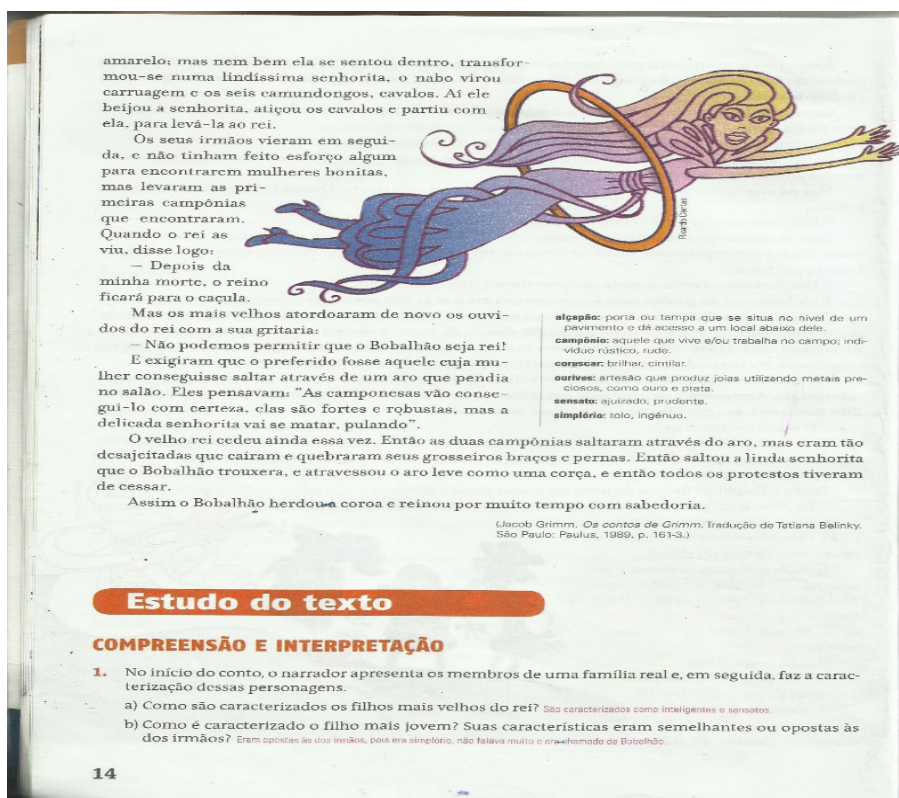 amarelo; mas nem bem ela se sentou dentro, transfor-
mou-se numa lindíssima senhorita, o nabo virou
carruagem e os seis camundongos, cavalos. Aí ele
beijou a senhorita, atiçou os cavalos e partiu com
ela, para levá-la ao rei.
Os seus irmãos vieram em segui-
da, e não tinham feito esforço algum
para encontrarem mulheres bonitas,
mas levaram as pri-
meiras campônias
que encontraram.
Quando o rei as
viu, disse logo:
— Depois da
minha morte, o reino
ficará para o caçula.
Mas os mais velhos atordoaram de novo os ouvi-
dos do rei com a sua gritaria:
— Não podemos permitir que o Bobalhão seja rei!
E exigiram que o preferido fosse aquele cuja mu-
lher conseguisse saltar através de um aro que pendia
no salão. Eles pensavam: "As camponesas vão conse-
gui-lo com certeza, elas são fortes e robustas, mas a
delicada senhorita vai se matar, pulando".
O velho rei cedeu ainda essa vez. Então as duas campônias saltaram através do aro, mas eram tão
desajeitadas que caíram e quebraram seus grosseiros braços e pernas. Então saltou a linda senhorita
que o Bobalhão trouxera, e atravessou o aro leve como uma corça, e então todos os protestos tiveram
de cessar.
Assim o Bobalhão herdou a coroa e reinou por muito tempo com sabedoria.
Ricardo Dantas
alçapão: porta ou tampa que se situa no nível de um
pavimento e dá acesso a um local abaixo dele.
campônio: aquele que vive e/ou trabalha no campo; indi-
víduo rústico, rude.
coruscar: brilhar, cintilar.
ourives: artesão que produz joias utilizando metais pre-
ciosos, como ouro e prata.
sensato: ajuizado, prudente.
simplório: tolo, ingênuo.
(Jacob Grimm. Os contos de Grimm. Tradução de Tatiana Belinky.
São Paulo: Paulus, 1989, p. 161-3.)
Estudo do texto
COMPREENSÃO E INTERPRETAÇÃO
1. No início do conto, o narrador apresenta os membros de uma família real e, em seguida, faz a carac-
terização dessas personagens.
a) Como são caracterizados os filhos mais velhos do rei? São caracterizados como inteligentes e sensatos.
b) Como é caracterizado o filho mais jovem? Suas características eram semelhantes ou opostas às
dos irmãos? Eram opostas às dos irmãos, pois era simplório, não falava muito e era chamado de Bobalhão.
14